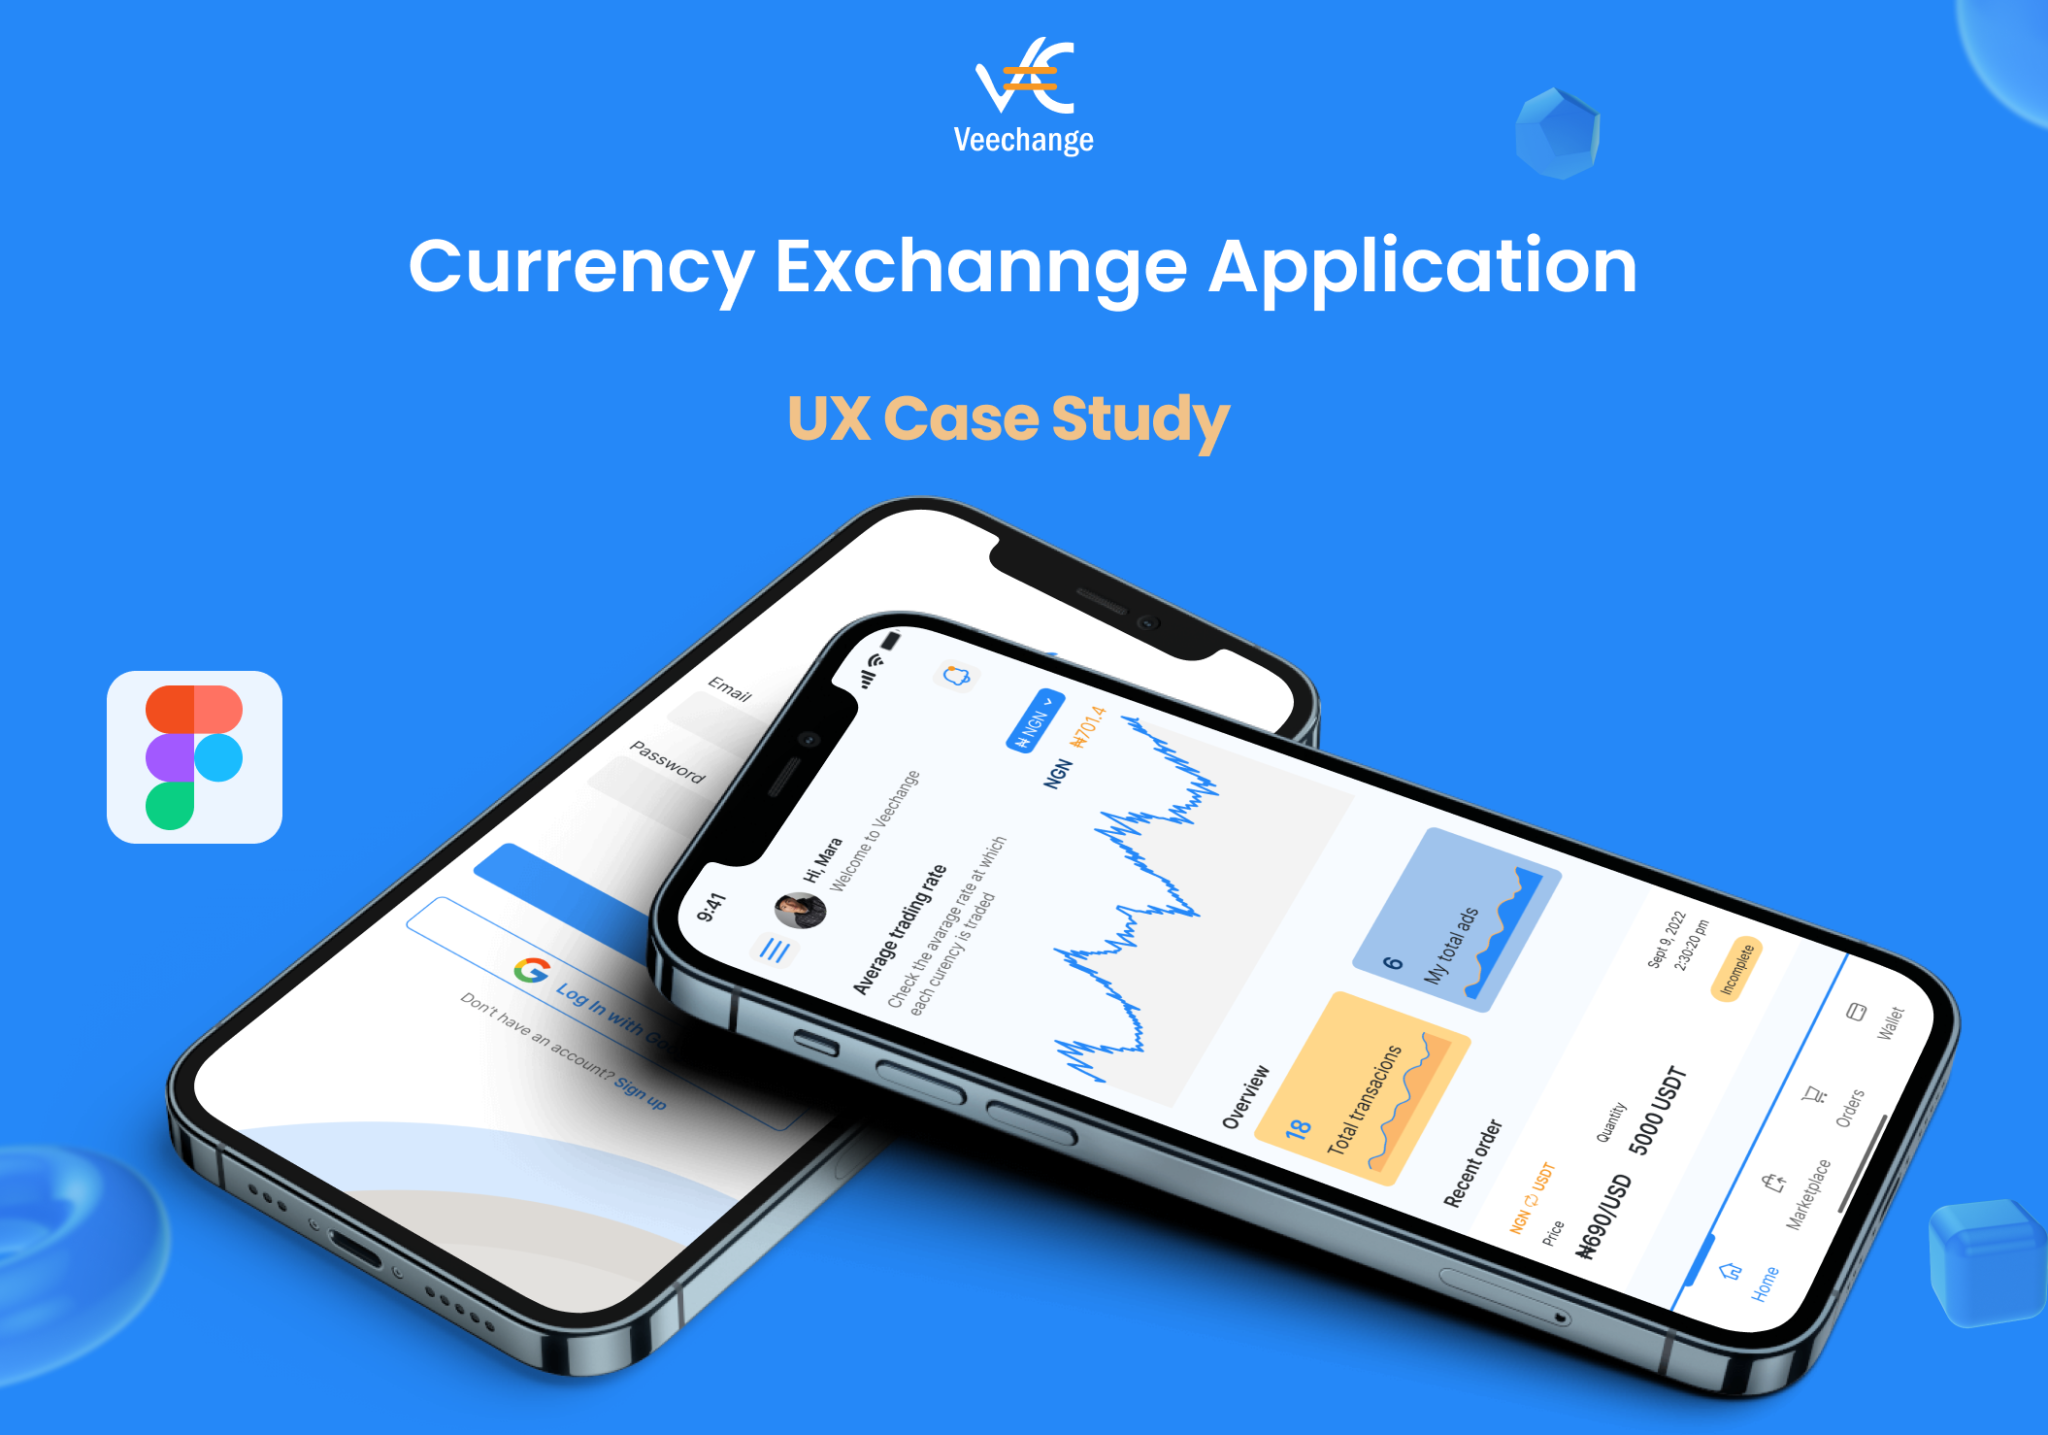 Veechange
Currency Exchannge Application
UX Case Study
Email
Password
Log In with Go
Don't have an account? Sign up
9:41
Hi, Mara
Welcome to Veechange
Average trading rate
Check the avarage rate at which
each curency is traded
₦ NGN
NGN ₦701.4
Overview
18
Total transacions
6
My total ads
Recent order
NGN USDT
Sept 9, 2022
2:30:20 pm
Price
Quantity
₦690/USD
5000 USDT
Incomplete
Home
Marketplace
Orders
Wallet